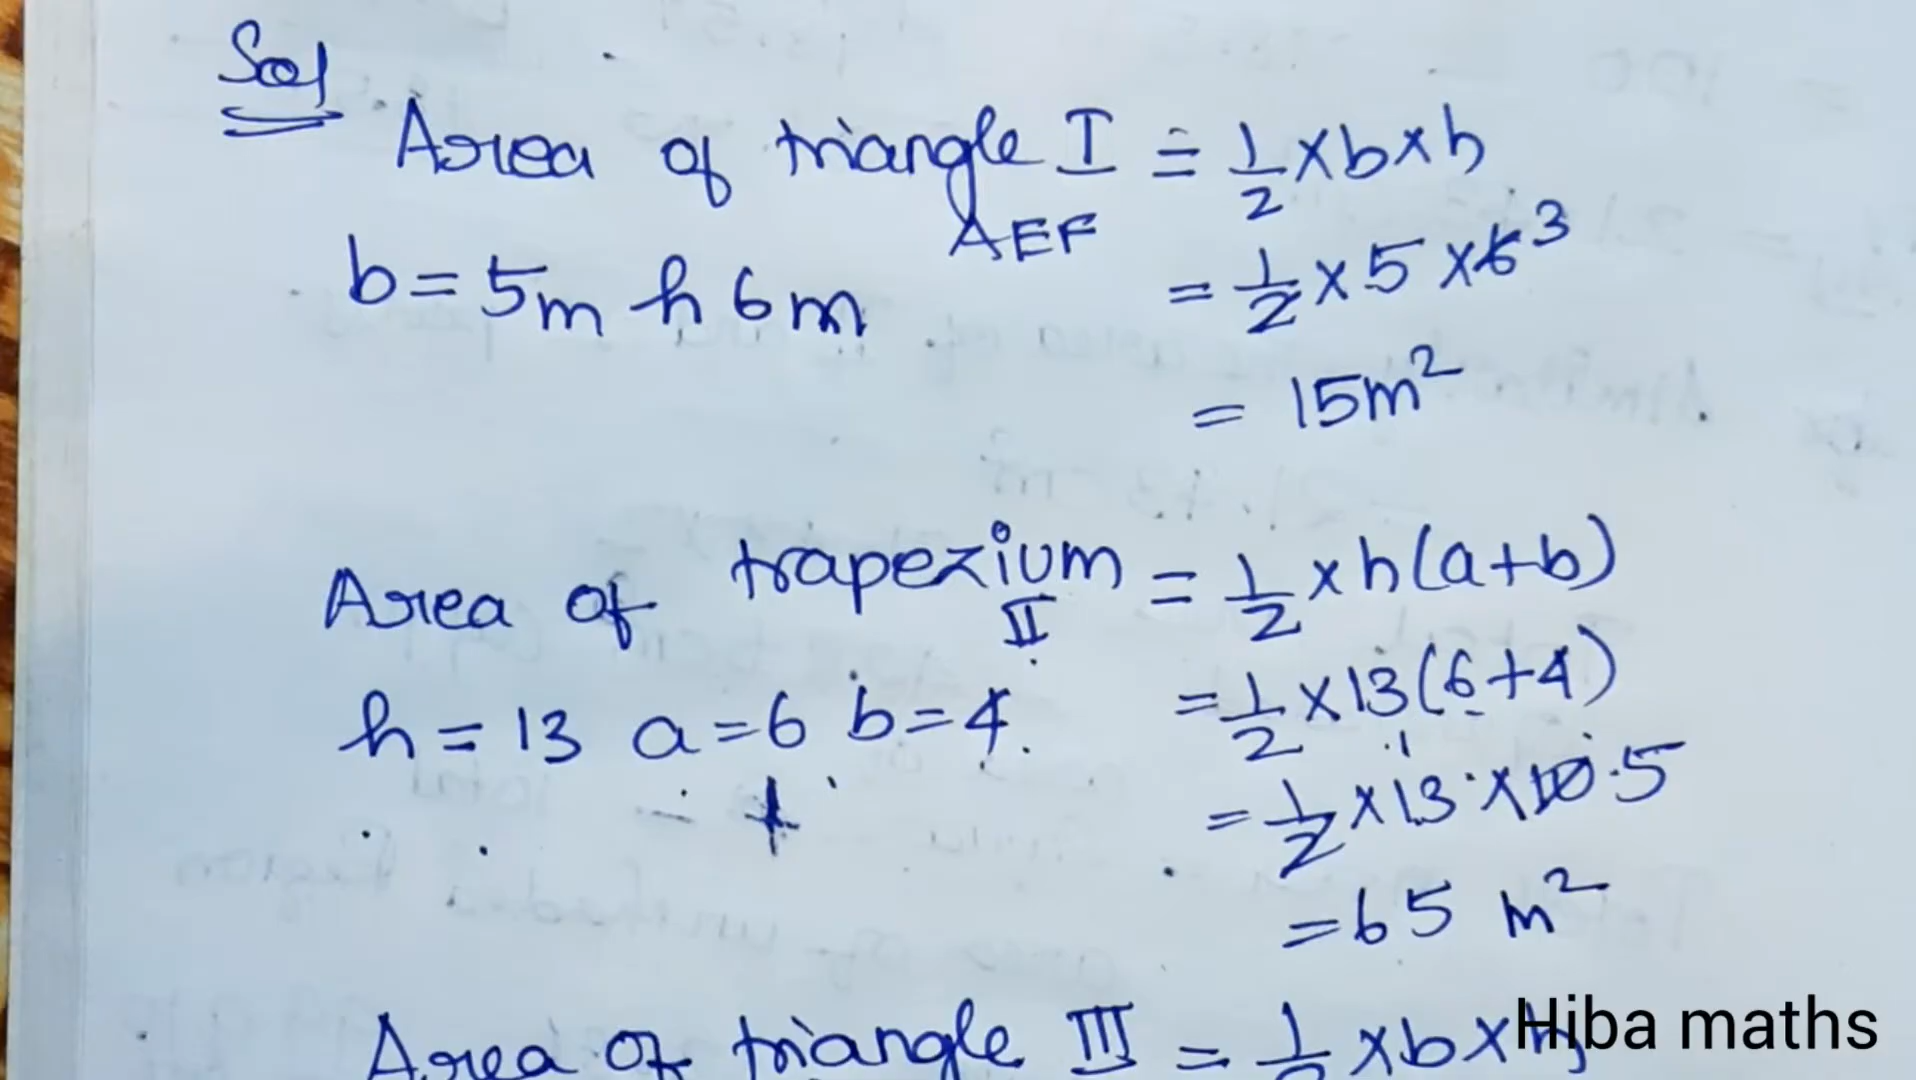 Sol
Area of triangle I = 1/2 × b × h
AEF
b = 5m h 6m
= 1/2 × 5 × 6 3
= 15m²
Area of trapezium = 1/2 × h(a+b)
II
h = 13 a = 6 b = 4.
= 1/2 × 13(6+4)
= 1/2 × 13 × 10 5
= 65 m²
Area of triangle III = 1/2 × b × h
Hiba maths